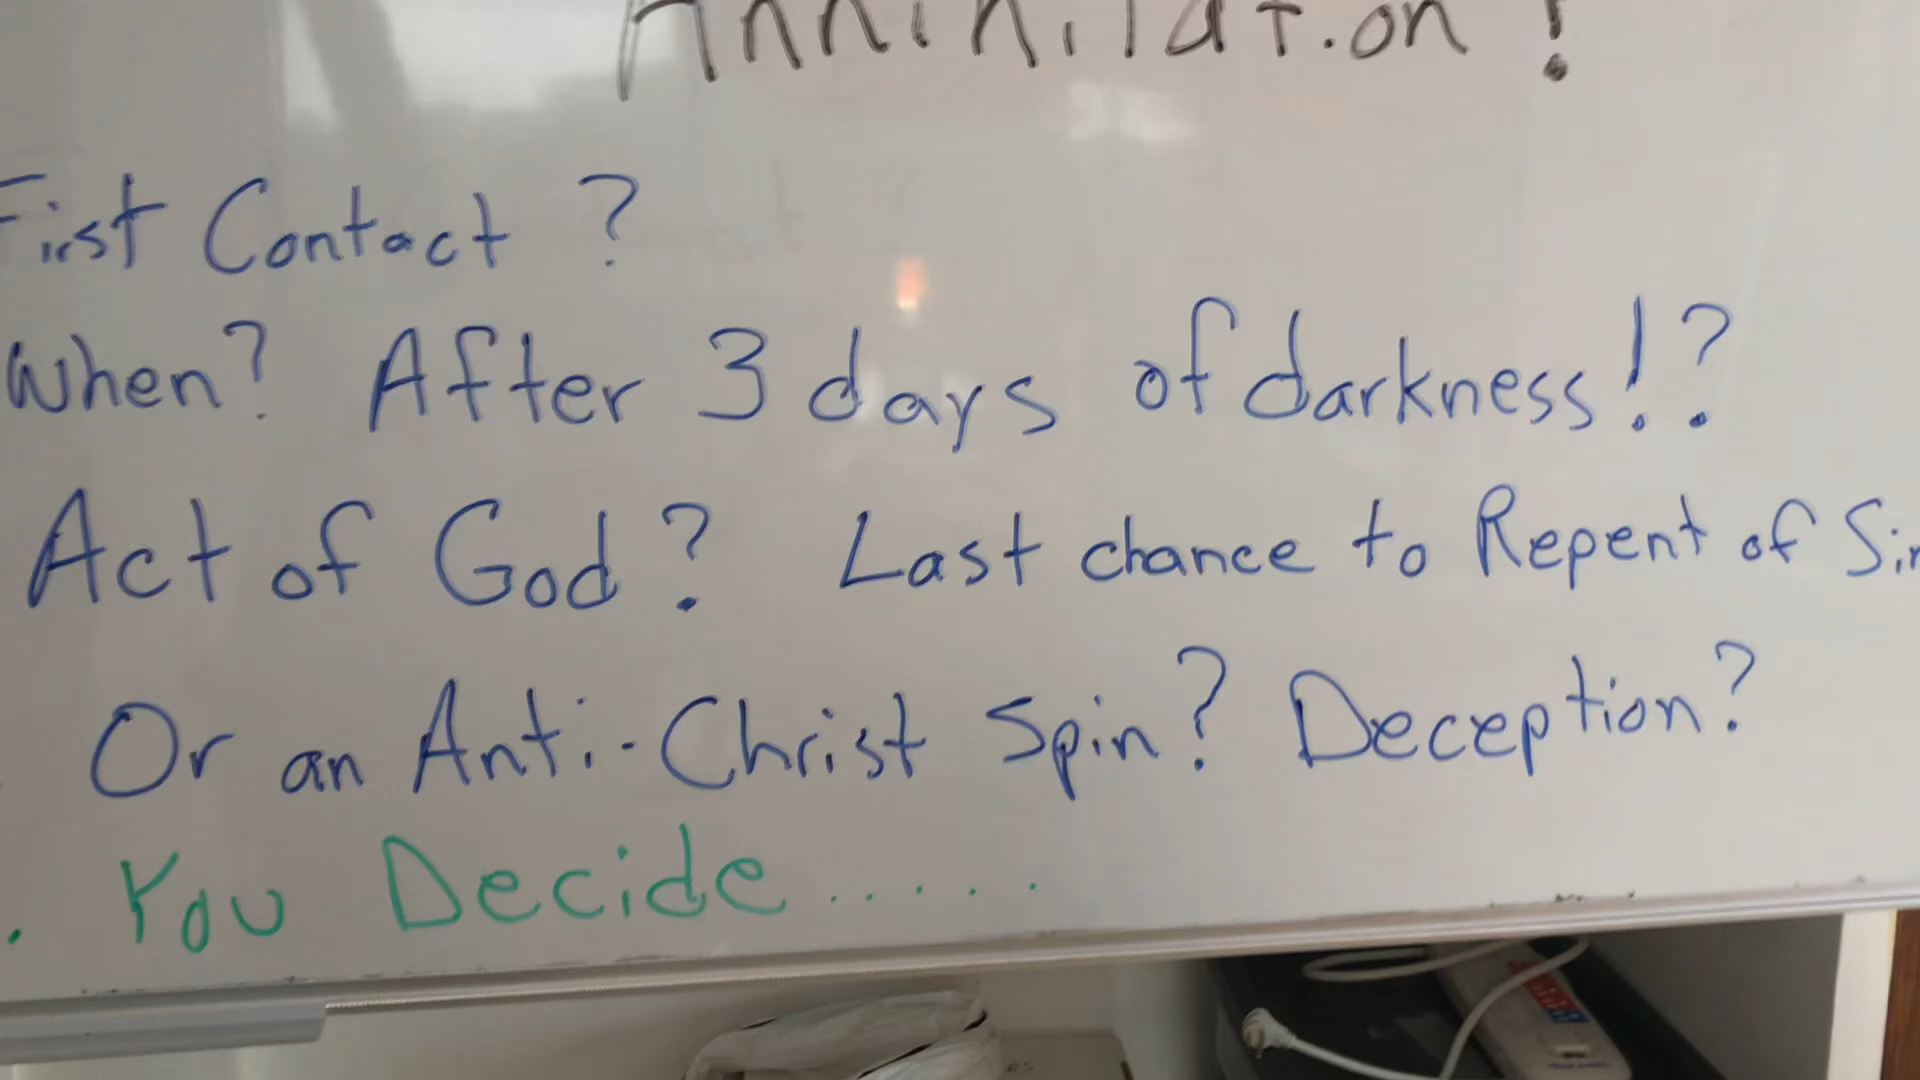 Annihilation!
First Contact ?
When? After 3 days of darkness!?
Act of God? Last chance to Repent of Sin
Or an Anti-Christ Spin? Deception?
. You Decide.....